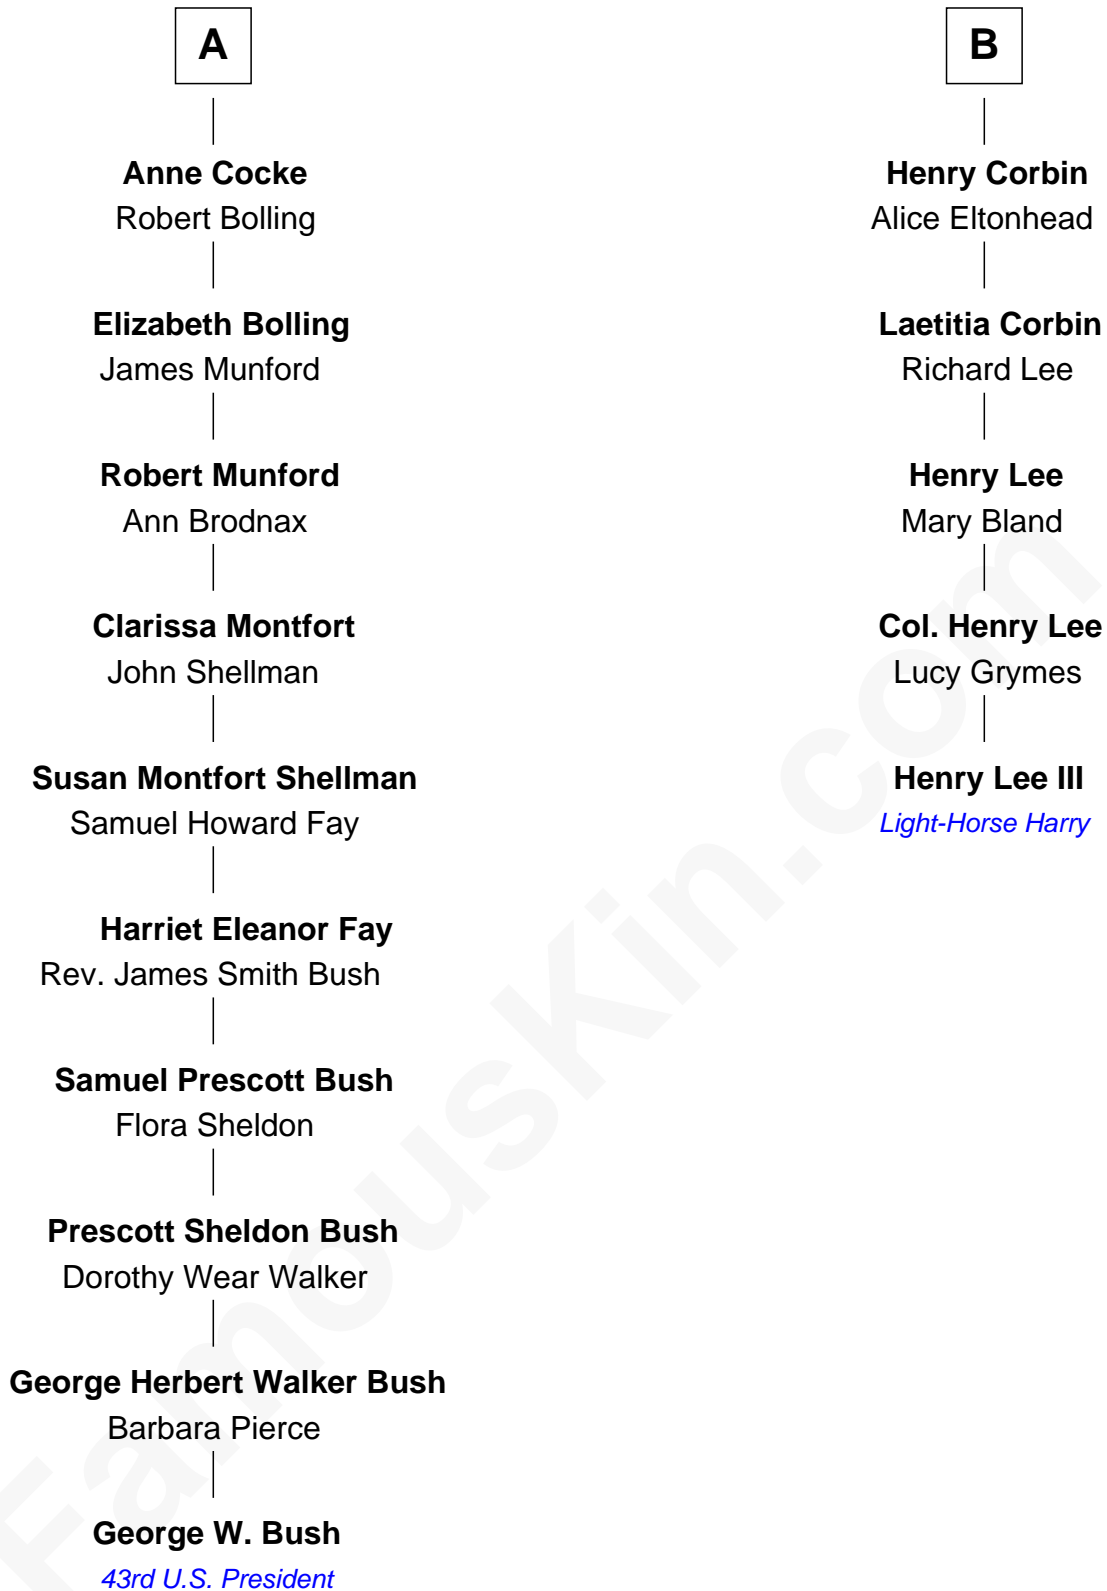 A
Anne Cocke
Robert Bolling
Elizabeth Bolling
James Munford
Robert Munford
Ann Brodnax
Clarissa Montfort
John Shellman
Susan Montfort Shellman
Samuel Howard Fay
Harriet Eleanor Fay
Rev. James Smith Bush
Samuel Prescott Bush
Flora Sheldon
Prescott Sheldon Bush
Dorothy Wear Walker
George Herbert Walker Bush
Barbara Pierce
George W. Bush
43rd U.S. President
B
Henry Corbin
Alice Eltonhead
Laetitia Corbin
Richard Lee
Henry Lee
Mary Bland
Col. Henry Lee
Lucy Grymes
Henry Lee III
Light-Horse Harry
FamousKin.com